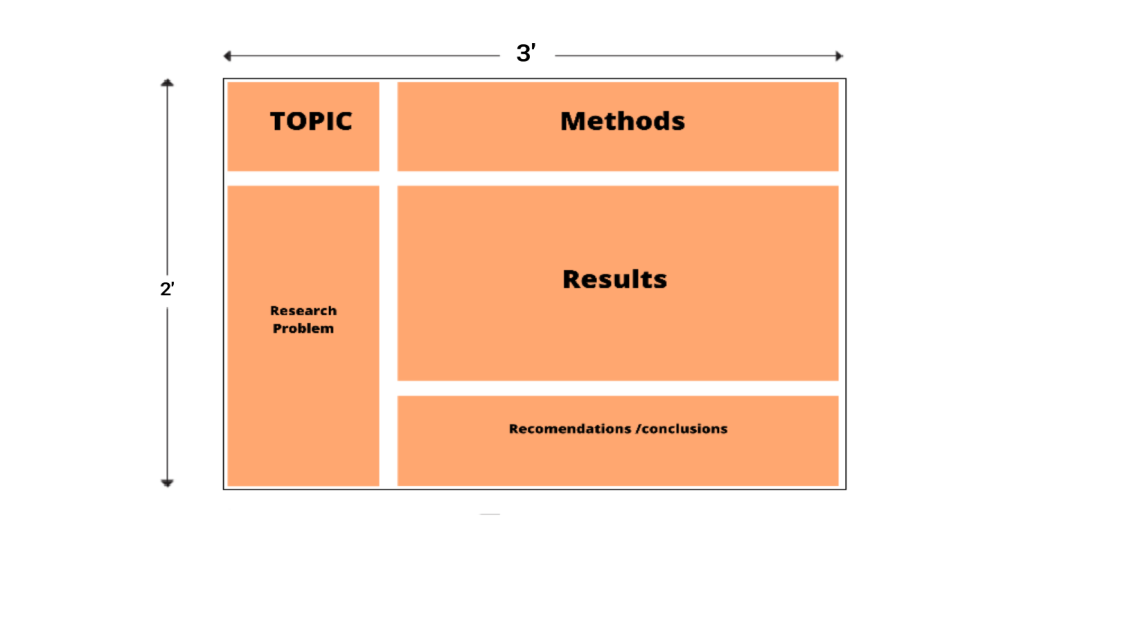 3'
TOPIC
Methods
2'
Results
Research
Problem
Recomendations /conclusions